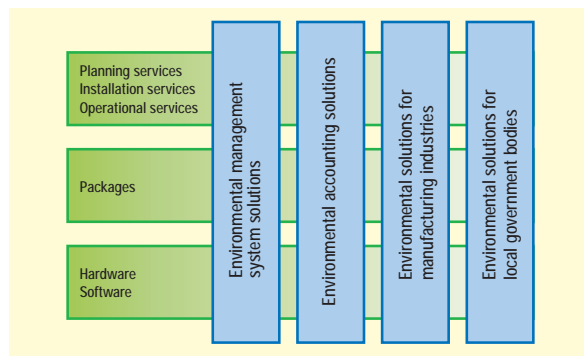 Planning services
Installation services
Operational services
Packages
Hardware
Software
Environmental management
system solutions
Environmental accounting solutions
Environmental solutions for
manufacturing industries
Environmental solutions for
local government bodies